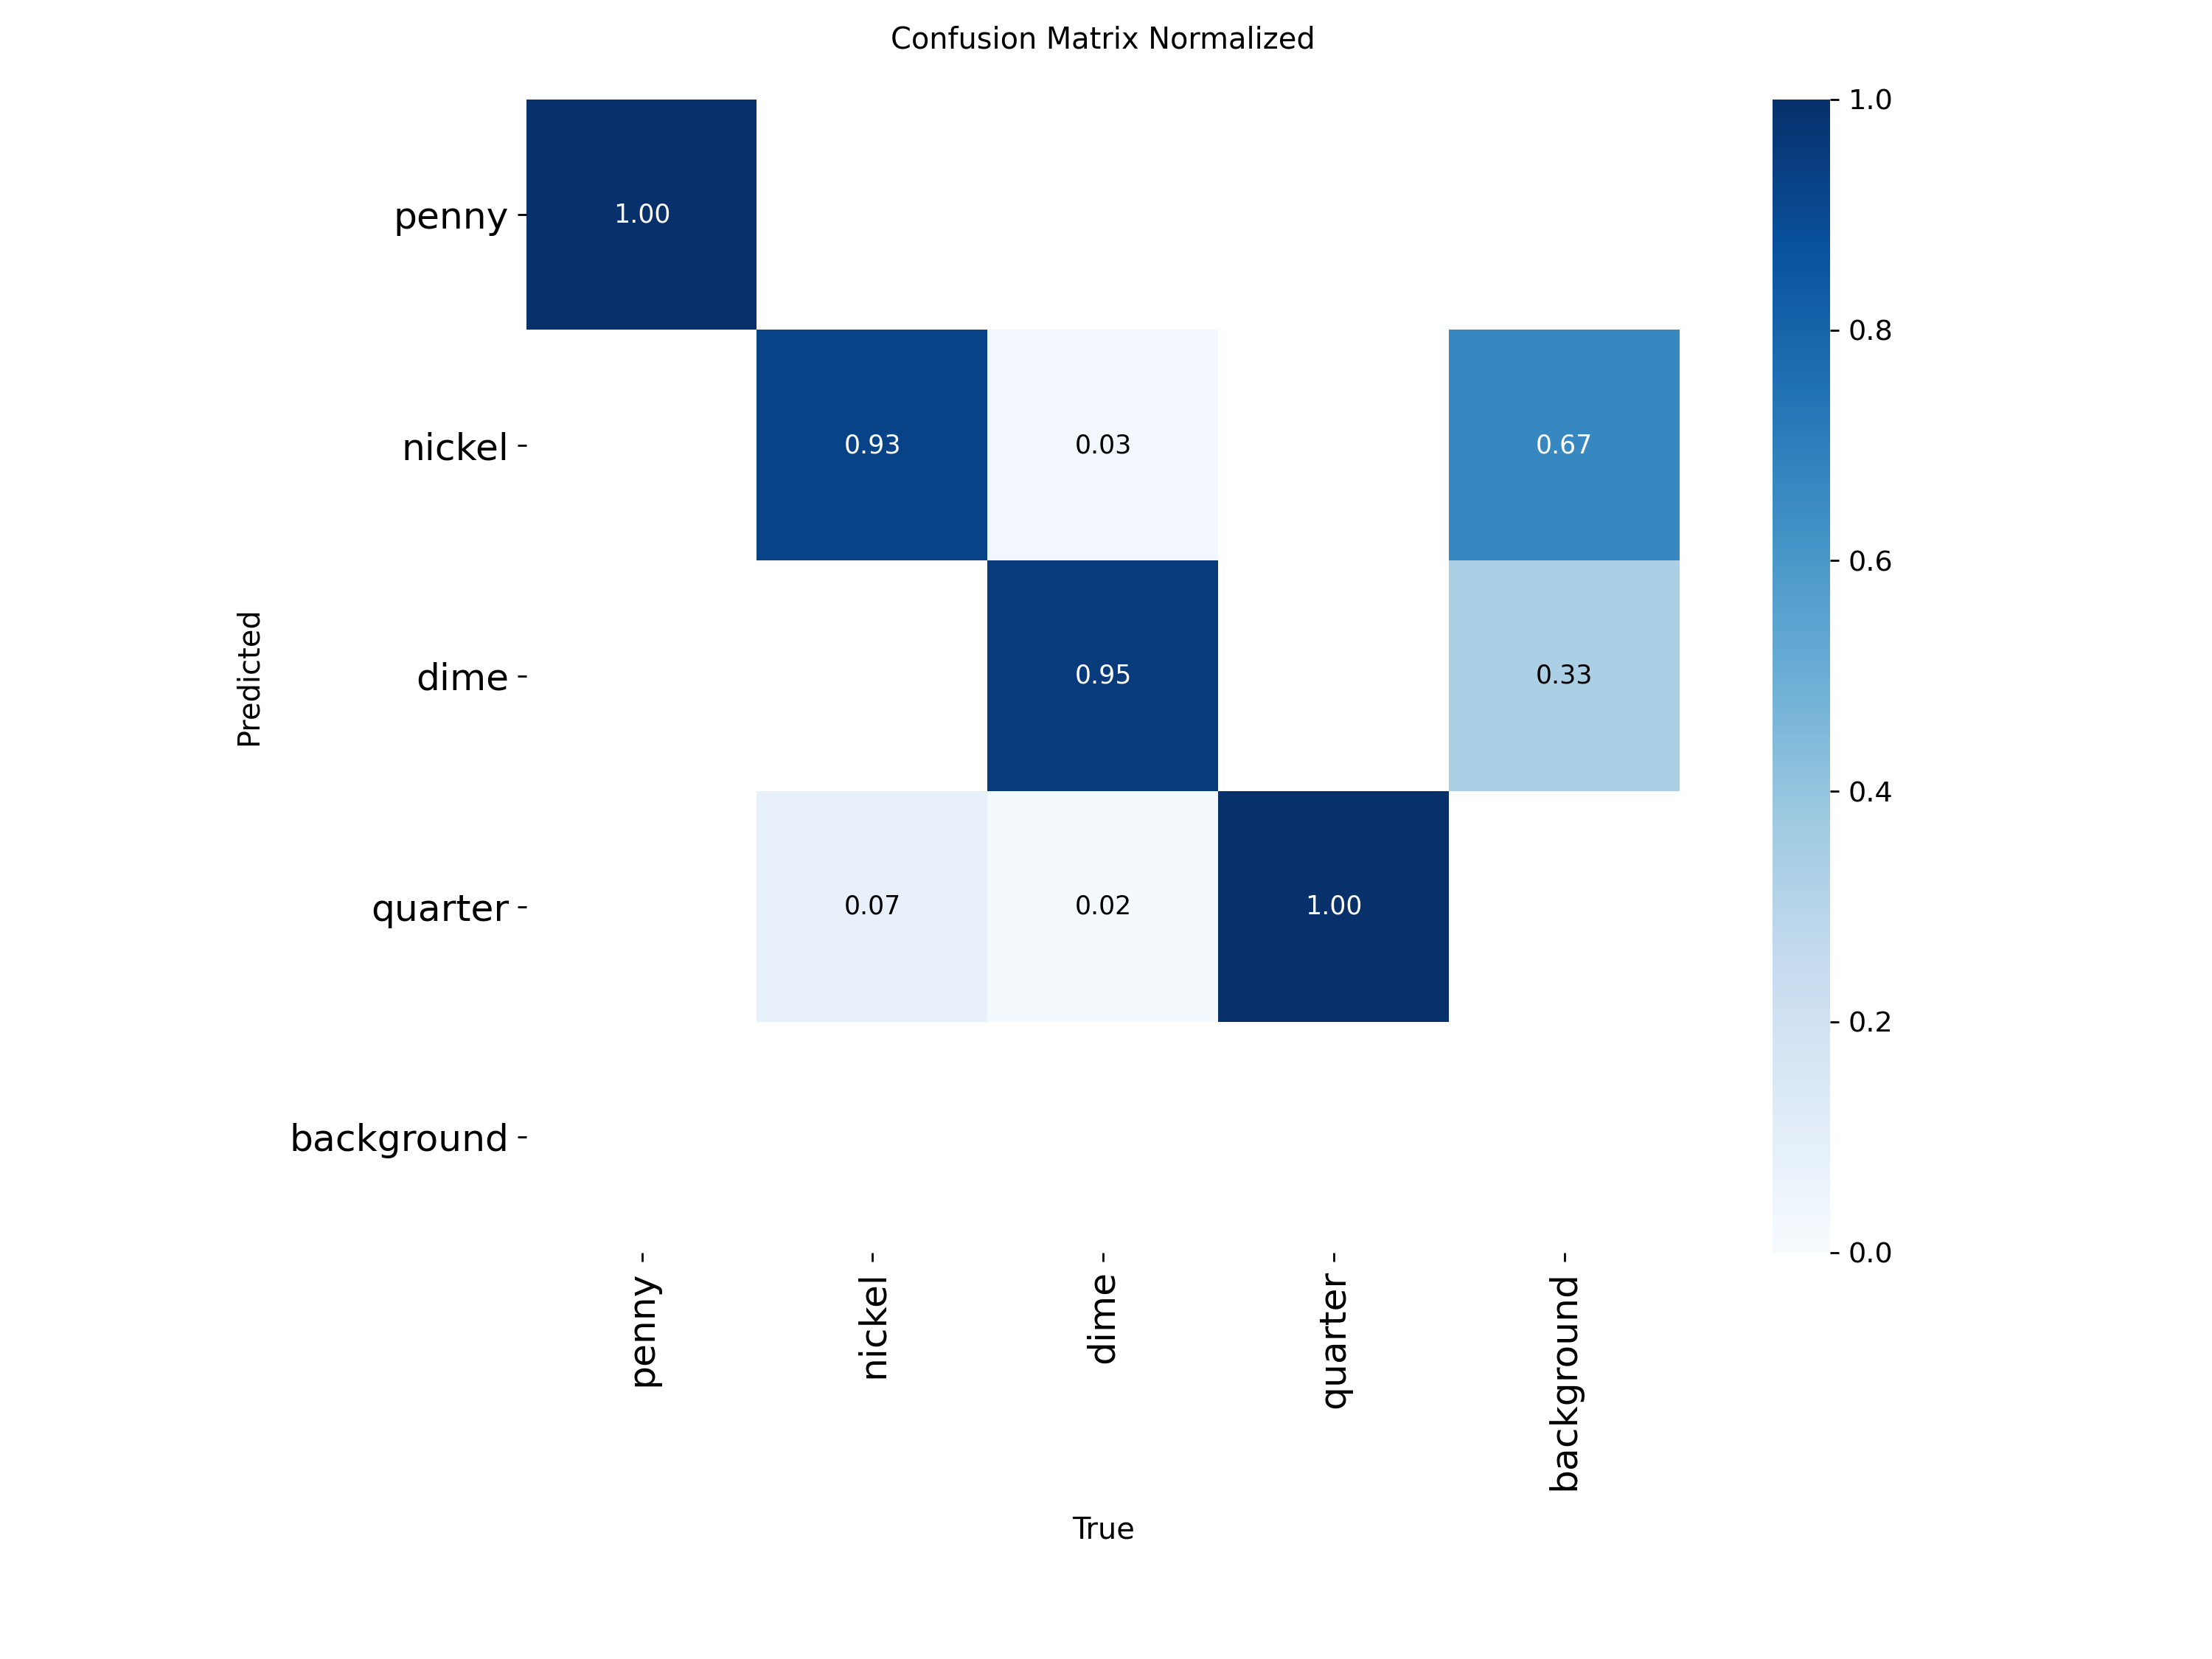 Confusion Matrix Normalized
penny
1.00
nickel
0.93 0.03 0.67
dime
0.95 0.33
quarter
0.07 0.02 1.00
background
penny nickel dime quarter background
Predicted
True
1.0
0.8
0.6
0.4
0.2
0.0